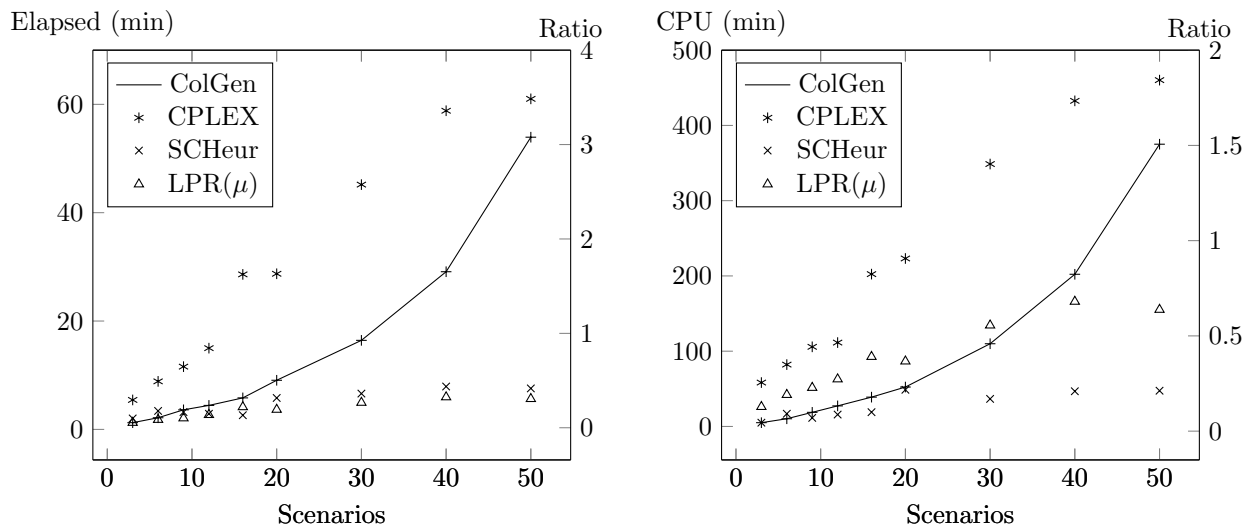 Elapsed (min)
Ratio
ColGen
CPLEX
SCHeur
LPR(μ)
60
40
20
0
4
3
2
1
0
0 10 20 30 40 50
Scenarios
CPU (min)
Ratio
ColGen
CPLEX
SCHeur
LPR(μ)
500
400
300
200
100
0
2
1.5
1
0.5
0
0 10 20 30 40 50
Scenarios